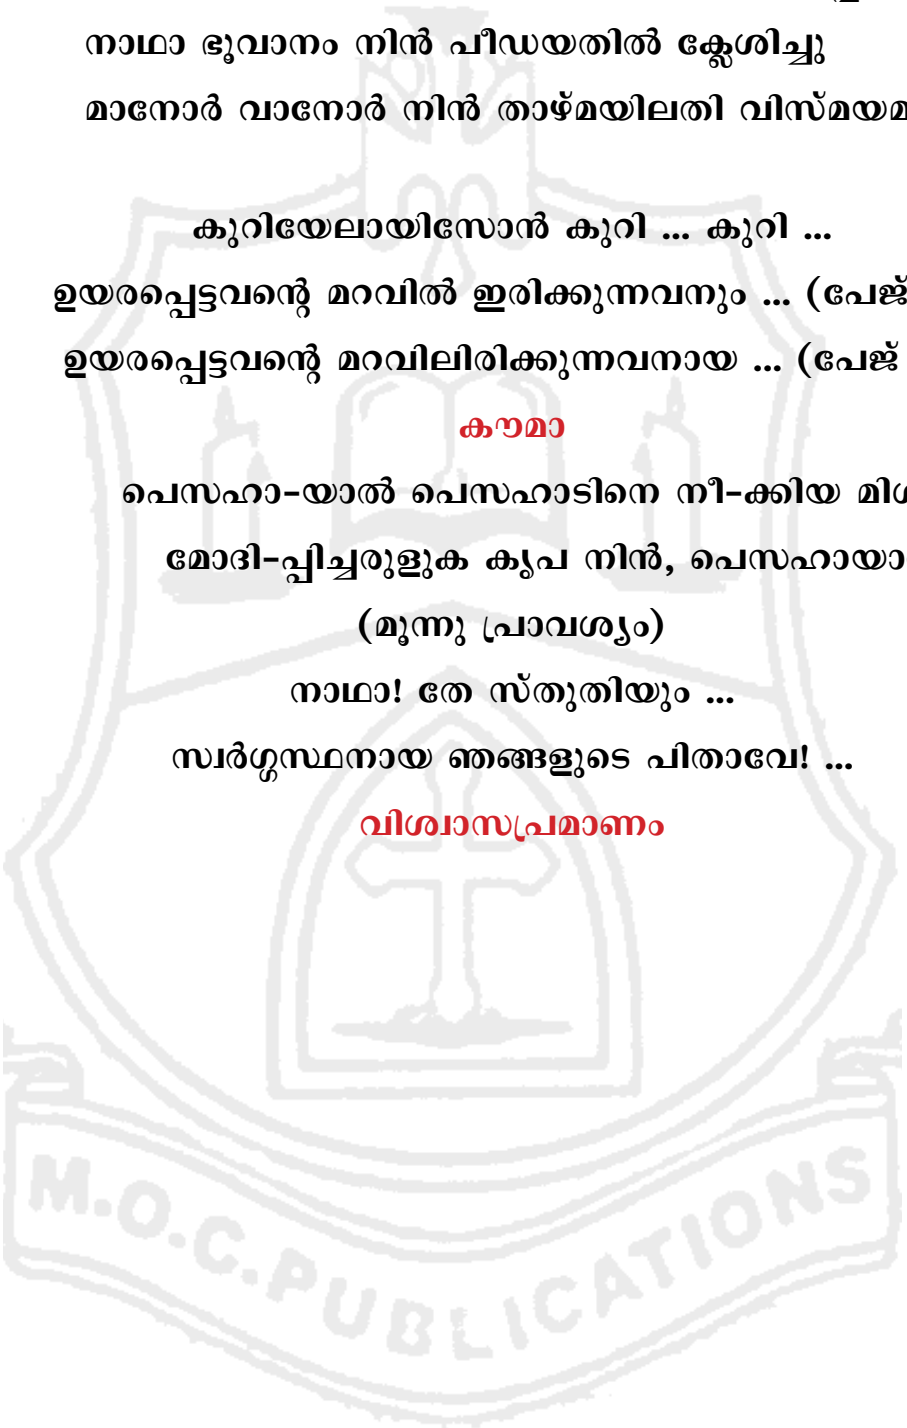 നാഥാ ഭൂവാനം നിൻ പീഡയതിൽ ക്ലേശിച്ചു
മാനോർ വാനോർ നിൻ താഴ്മയിലതി
കുറിയേലായിസോൻ കുറി ... കുറി ...
ഉയരപ്പെട്ടവന്റെ മറവിൽ ഇരിക്കുന്നവനും ... (പേജ്
ഉയരപ്പെട്ടവന്റെ മറവിലിരിക്കുന്നവനായ ... (പേജ്
കൗമാ
പെസഹാ-യാൽ പെസഹാടിനെ നീ-ക്കിയ
മോദി-പ്പിച്ചരുളുക കൃപ നിൻ,
(മൂന്നു പ്രാവശ്യം)
നാഥാ! തേ സ്തുതിയും ...
സ്വർഗ്ഗസ്ഥനായ ഞങ്ങളുടെ പിതാവേ! ...
വിശ്വാസപ്രമാണം
M.O.C.PUBLICATIONS